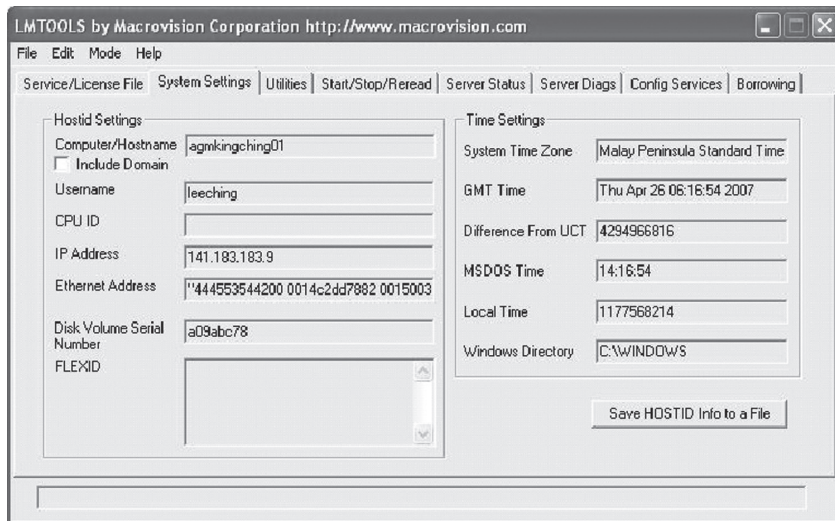 LMTOOLS by Macrovision Corporation http://www.macrovision.com
File Edit Mode Help
Service/License File System Settings Utilities Start/Stop/Reread Server Status Server Diags Config Services Borrowing
Hostid Settings
Computer/Hostname agmkingching01
Include Domain
Username leeching
CPU ID
IP Address 141.183.183.9
Ethernet Address "444553544200 0014c2dd7882 0015003
Disk Volume Serial Number a09abc78
FLEXID
Time Settings
System Time Zone Malay Peninsula Standard Time
GMT Time Thu Apr 26 06:16:54 2007
Difference From UCT 4294966816
MSDOS Time 14:16:54
Local Time 1177568214
Windows Directory C:\WINDOWS
Save HOSTID Info to a File